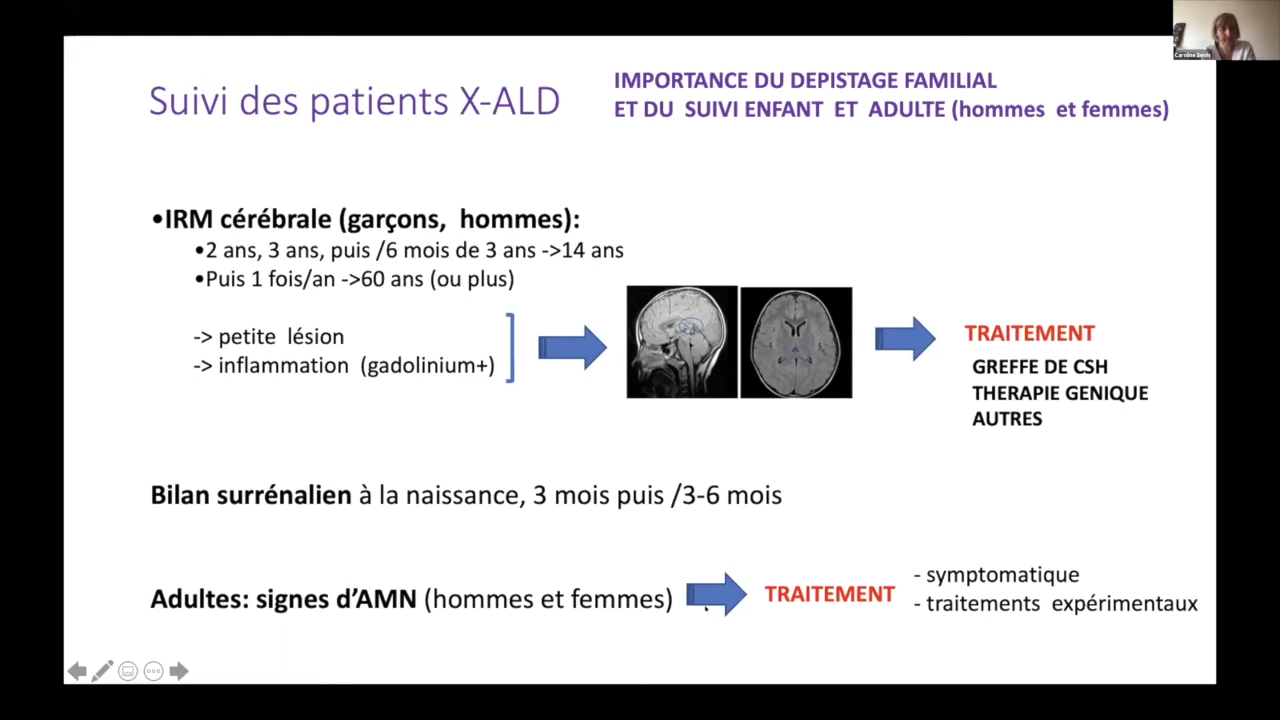 Caroline Sevin
Suivi des patients X-ALD
IMPORTANCE DU DEPISTAGE FAMILIAL
ET DU SUIVI ENFANT ET ADULTE (hommes et femmes)
•IRM cérébrale (garçons, hommes):
•2 ans, 3 ans, puis /6 mois de 3 ans ->14 ans
•Puis 1 fois/an ->60 ans (ou plus)
-> petite lésion
-> inflammation (gadolinium+)
TRAITEMENT
GREFFE DE CSH
THERAPIE GENIQUE
AUTRES
Bilan surrénalien à la naissance, 3 mois puis /3-6 mois
Adultes: signes d’AMN (hommes et femmes)
TRAITEMENT
- symptomatique
- traitements expérimentaux